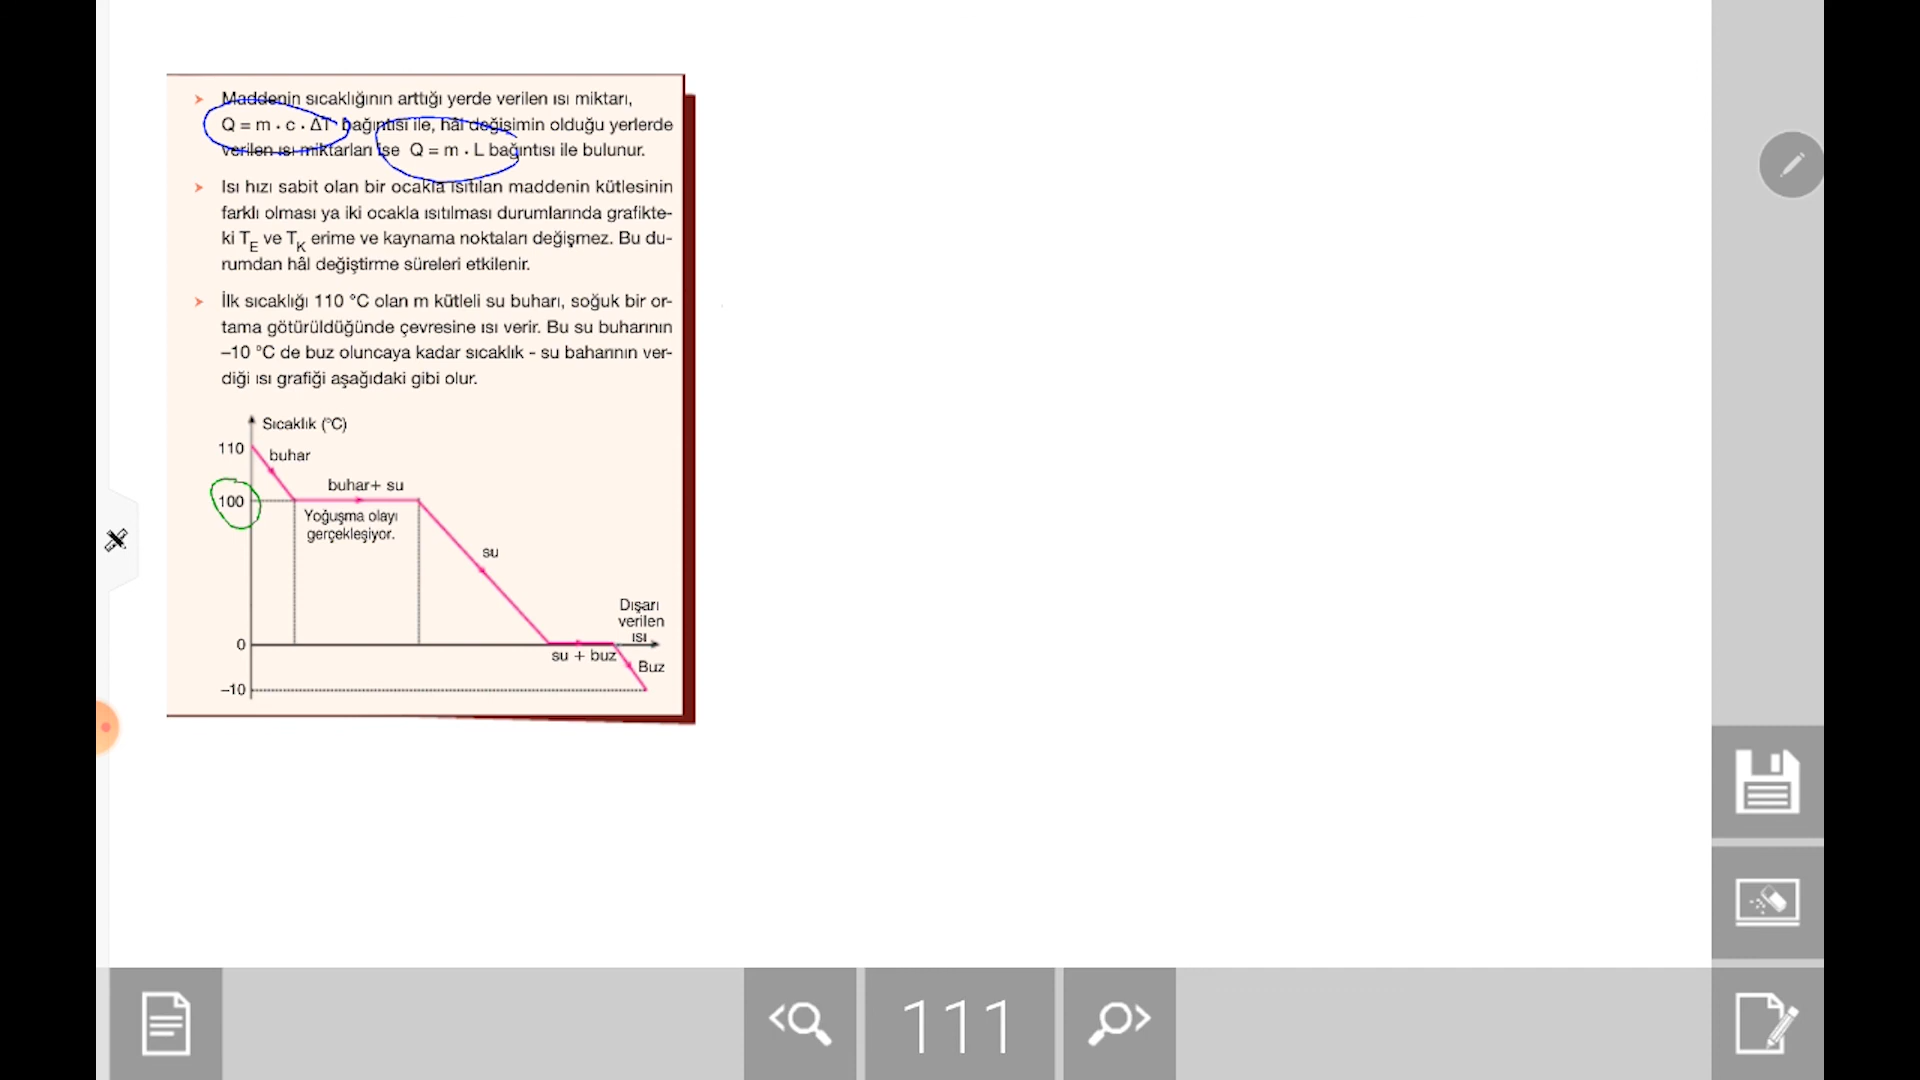 Maddenin sıcaklığının arttığı yerde verilen ısı miktarı,
Q = m . c . ΔT bağıntısı ile, hâl değişimin olduğu yerlerde
verilen ısı miktarları ise Q = m . L bağıntısı ile bulunur.
Isı hızı sabit olan bir ocakla ısıtılan maddenin kütlesinin
farklı olması ya iki ocakla ısıtılması durumlarında grafikte-
ki TE ve TK erime ve kaynama noktaları değişmez. Bu du-
rumdan hâl değiştirme süreleri etkilenir.
İlk sıcaklığı 110 °C olan m kütleli su buharı, soğuk bir or-
tama götürüldüğünde çevresine ısı verir. Bu su buharının
–10 °C de buz oluncaya kadar sıcaklık - su baharının ver-
diği ısı grafiği aşağıdaki gibi olur.
Sıcaklık (°C)
110
buhar
buhar+ su
100
Yoğuşma olayı
gerçekleşiyor.
su
Dışarı
verilen
ısı
0
su + buz
Buz
–10
111